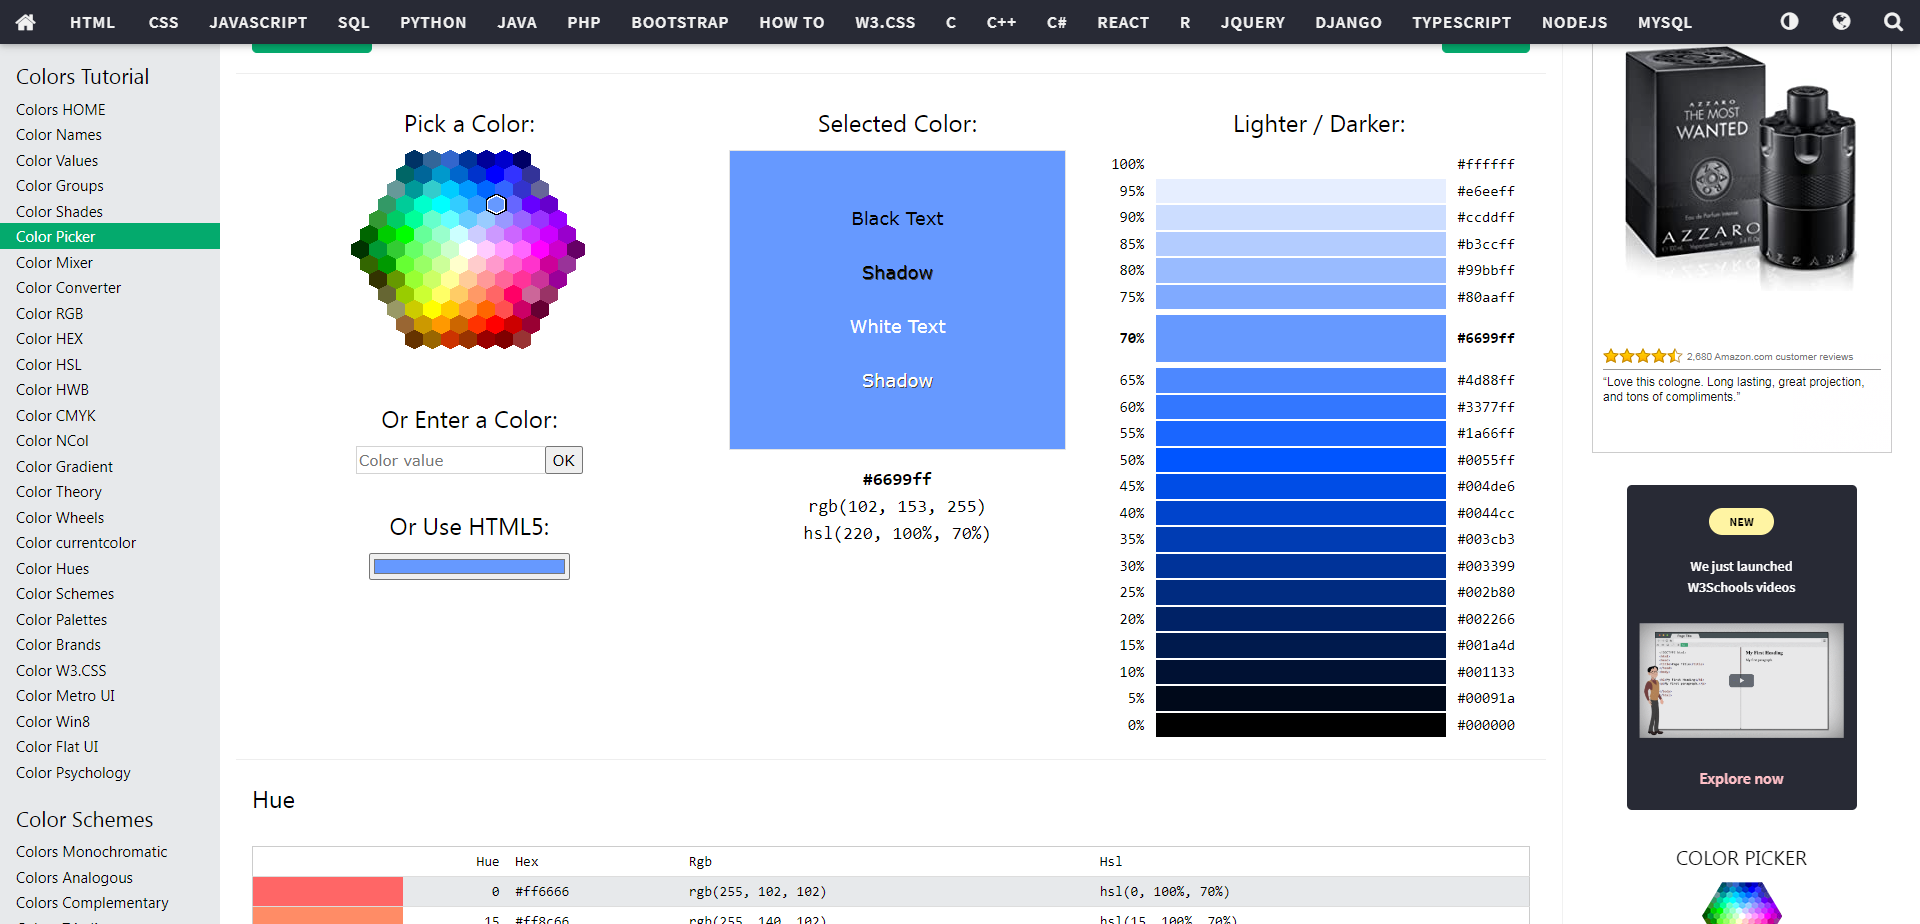 HTML CSS JAVASCRIPT SQL PYTHON JAVA PHP BOOTSTRAP HOW TO W3.CSS C C++ C# REACT R JQUERY DJANGO TYPESCRIPT NODEJS MYSQL
Colors Tutorial
Colors HOME
Color Names
Color Values
Color Groups
Color Shades
Color Picker
Color Mixer
Color Converter
Color RGB
Color HEX
Color HSL
Color HWB
Color CMYK
Color NCol
Color Gradient
Color Theory
Color Wheels
Color currentcolor
Color Hues
Color Schemes
Color Palettes
Color Brands
Color W3.CSS
Color Metro UI
Color Win8
Color Flat UI
Color Psychology
Color Schemes
Colors Monochromatic
Colors Analogous
Colors Complementary
Pick a Color:
Or Enter a Color:
Color value OK
Or Use HTML5:
Selected Color:
Black Text
Shadow
White Text
Shadow
#6699ff
rgb(102, 153, 255)
hsl(220, 100%, 70%)
Lighter / Darker:
100% #ffffff
95% #e6eeff
90% #ccddff
85% #b3ccff
80% #99bbff
75% #80aaff
70% #6699ff
65% #4d88ff
60% #3377ff
55% #1a66ff
50% #0055ff
45% #004de6
40% #0044cc
35% #003cb3
30% #003399
25% #002b80
20% #002266
15% #001a4d
10% #001133
5% #00091a
0% #000000
Hue
Hue Hex Rgb Hsl
0 #ff6666 rgb(255, 102, 102) hsl(0, 100%, 70%)
15 #ff8c66 rgb(255, 140, 102) hsl(15, 100%, 70%)
AZZARO
THE MOST
WANTED
Eau de Parfum Intense
AZZARO
AZZARO
2,680 Amazon.com customer reviews
“Love this cologne. Long lasting, great projection,
and tons of compliments.”
NEW
We just launched
W3Schools videos
My First Heading
My first paragraph.
Explore now
COLOR PICKER